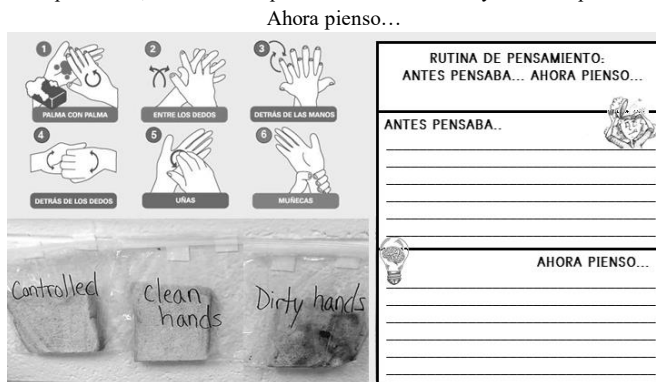 Ahora pienso…
1
2
3
PALMA CON PALMA
ENTRE LOS DEDOS
DETRÁS DE LAS MANOS
4
5
6
DETRÁS DE LOS DEDOS
UÑAS
MUÑECAS
Controlled
clean
hands
Dirty hands
RUTINA DE PENSAMIENTO:
ANTES PENSABA... AHORA PIENSO...
ANTES PENSABA..
AHORA PIENSO...